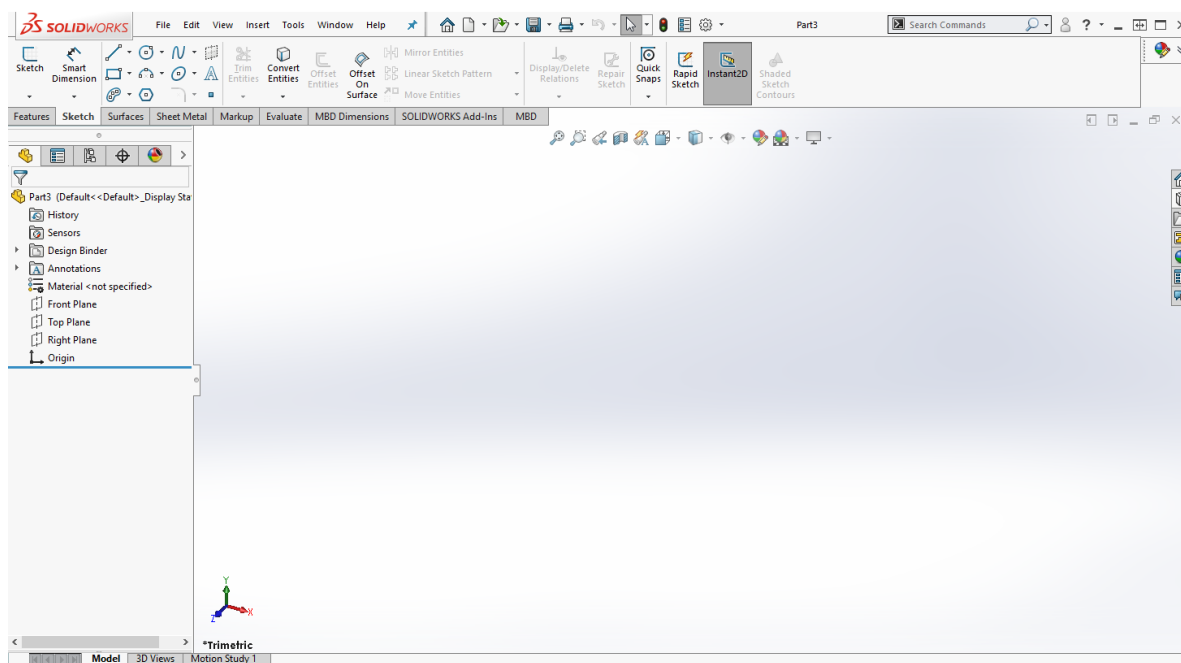 SOLIDWORKS File Edit View Insert Tools Window Help Part3 Search Commands ?
Sketch Smart Dimension Trim Entities Convert Entities Offset Entities Offset On Surface Mirror Entities Linear Sketch Pattern Move Entities Display/Delete Relations Repair Sketch Quick Snaps Rapid Sketch Instant2D Shaded Sketch Contours
Features Sketch Surfaces Sheet Metal Markup Evaluate MBD Dimensions SOLIDWORKS Add-Ins MBD
Part3 (Default<<Default>_Display Sta
History
Sensors
Design Binder
Annotations
Material <not specified>
Front Plane
Top Plane
Right Plane
Origin
Y
X
Z
*Trimetric
Model 3D Views Motion Study 1